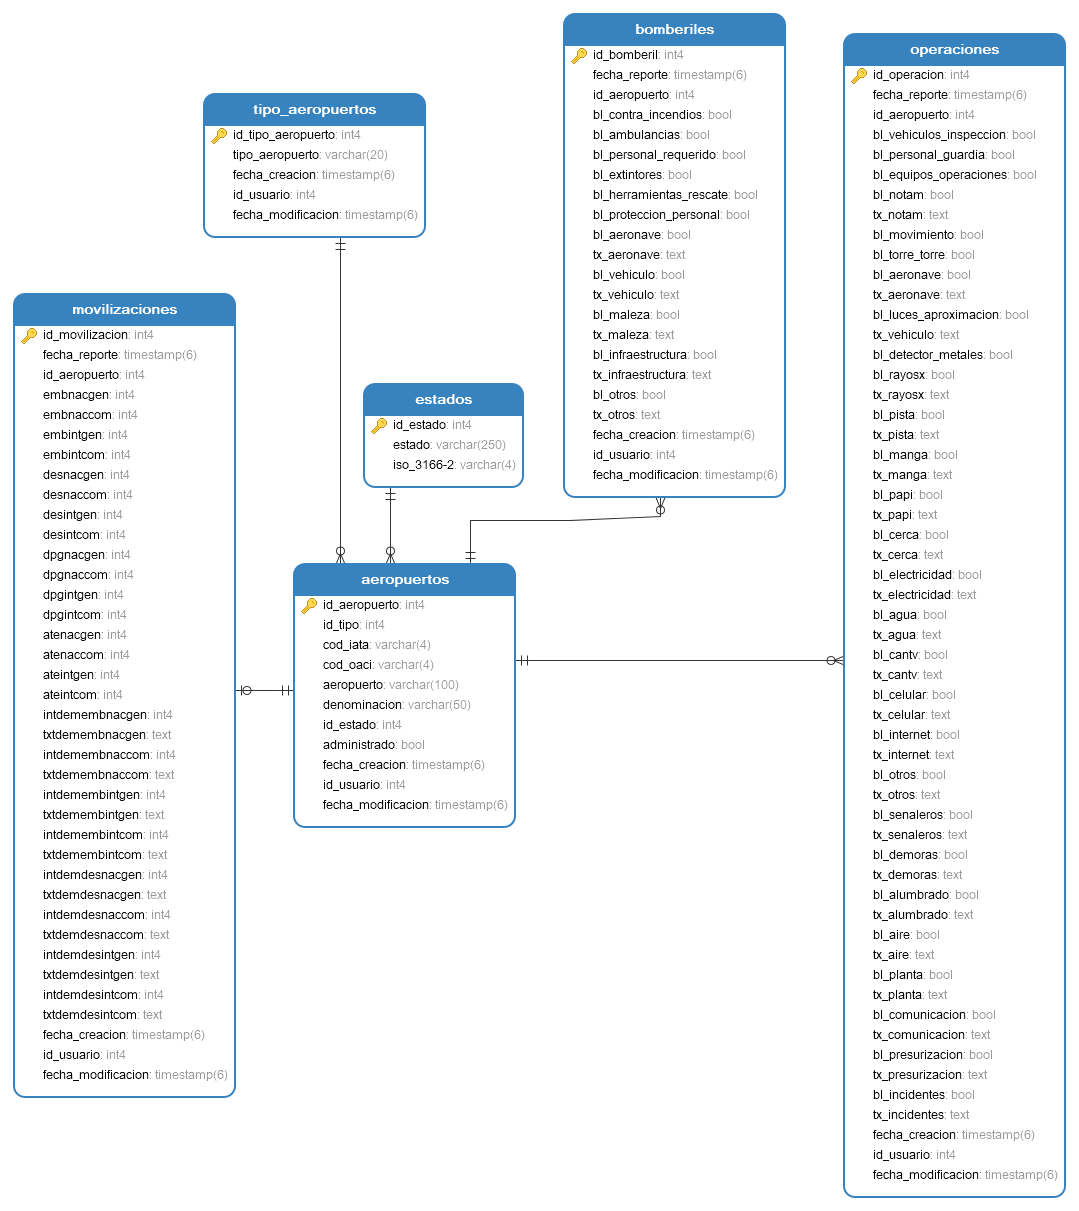 bomberiles
id_bomberil: int4
fecha_reporte: timestamp(6)
id_aeropuerto: int4
bl_contra_incendios: bool
bl_ambulancias: bool
bl_personal_requerido: bool
bl_extintores: bool
bl_herramientas_rescate: bool
bl_proteccion_personal: bool
bl_aeronave: bool
tx_aeronave: text
bl_vehiculo: bool
tx_vehiculo: text
bl_maleza: bool
tx_maleza: text
bl_infraestructura: bool
tx_infraestructura: text
bl_otros: bool
tx_otros: text
fecha_creacion: timestamp(6)
id_usuario: int4
fecha_modificacion: timestamp(6)
operaciones
id_operacion: int4
fecha_reporte: timestamp(6)
id_aeropuerto: int4
bl_vehiculos_inspeccion: bool
bl_personal_guardia: bool
bl_equipos_operaciones: bool
bl_notam: bool
tx_notam: text
bl_movimiento: bool
bl_torre_torre: bool
bl_aeronave: bool
tx_aeronave: text
bl_luces_aproximacion: bool
tx_vehiculo: text
bl_detector_metales: bool
bl_rayosx: bool
tx_rayosx: text
bl_pista: bool
tx_pista: text
bl_manga: bool
tx_manga: text
bl_papi: bool
tx_papi: text
bl_cerca: bool
tx_cerca: text
bl_electricidad: bool
tx_electricidad: text
bl_agua: bool
tx_agua: text
bl_cantv: bool
tx_cantv: text
bl_celular: bool
tx_celular: text
bl_internet: bool
tx_internet: text
bl_otros: bool
tx_otros: text
bl_senaleros: bool
tx_senaleros: text
bl_demoras: bool
tx_demoras: text
bl_alumbrado: bool
tx_alumbrado: text
bl_aire: bool
tx_aire: text
bl_planta: bool
tx_planta: text
bl_comunicacion: bool
tx_comunicacion: text
bl_presurizacion: bool
tx_presurizacion: text
bl_incidentes: bool
tx_incidentes: text
fecha_creacion: timestamp(6)
id_usuario: int4
fecha_modificacion: timestamp(6)
tipo_aeropuertos
id_tipo_aeropuerto: int4
tipo_aeropuerto: varchar(20)
fecha_creacion: timestamp(6)
id_usuario: int4
fecha_modificacion: timestamp(6)
movilizaciones
id_movilizacion: int4
fecha_reporte: timestamp(6)
id_aeropuerto: int4
embnacgen: int4
embnaccom: int4
embintgen: int4
embintcom: int4
desnacgen: int4
desnaccom: int4
desintgen: int4
desintcom: int4
dpgnacgen: int4
dpgnaccom: int4
dpgintgen: int4
dpgintcom: int4
atenacgen: int4
atenaccom: int4
ateintgen: int4
ateintcom: int4
intdemembnacgen: int4
txtdemembnacgen: text
intdemembnaccom: int4
txtdemembnaccom: text
intdemembintgen: int4
txtdemembintgen: text
intdemembintcom: int4
txtdemembintcom: text
intdemdesnacgen: int4
txtdemdesnacgen: text
intdemdesnaccom: int4
txtdemdesnaccom: text
intdemdesintgen: int4
txtdemdesintgen: text
intdemdesintcom: int4
txtdemdesintcom: text
fecha_creacion: timestamp(6)
id_usuario: int4
fecha_modificacion: timestamp(6)
estados
id_estado: int4
estado: varchar(250)
iso_3166-2: varchar(4)
aeropuertos
id_aeropuerto: int4
id_tipo: int4
cod_iata: varchar(4)
cod_oaci: varchar(4)
aeropuerto: varchar(100)
denominacion: varchar(50)
id_estado: int4
administrado: bool
fecha_creacion: timestamp(6)
id_usuario: int4
fecha_modificacion: timestamp(6)